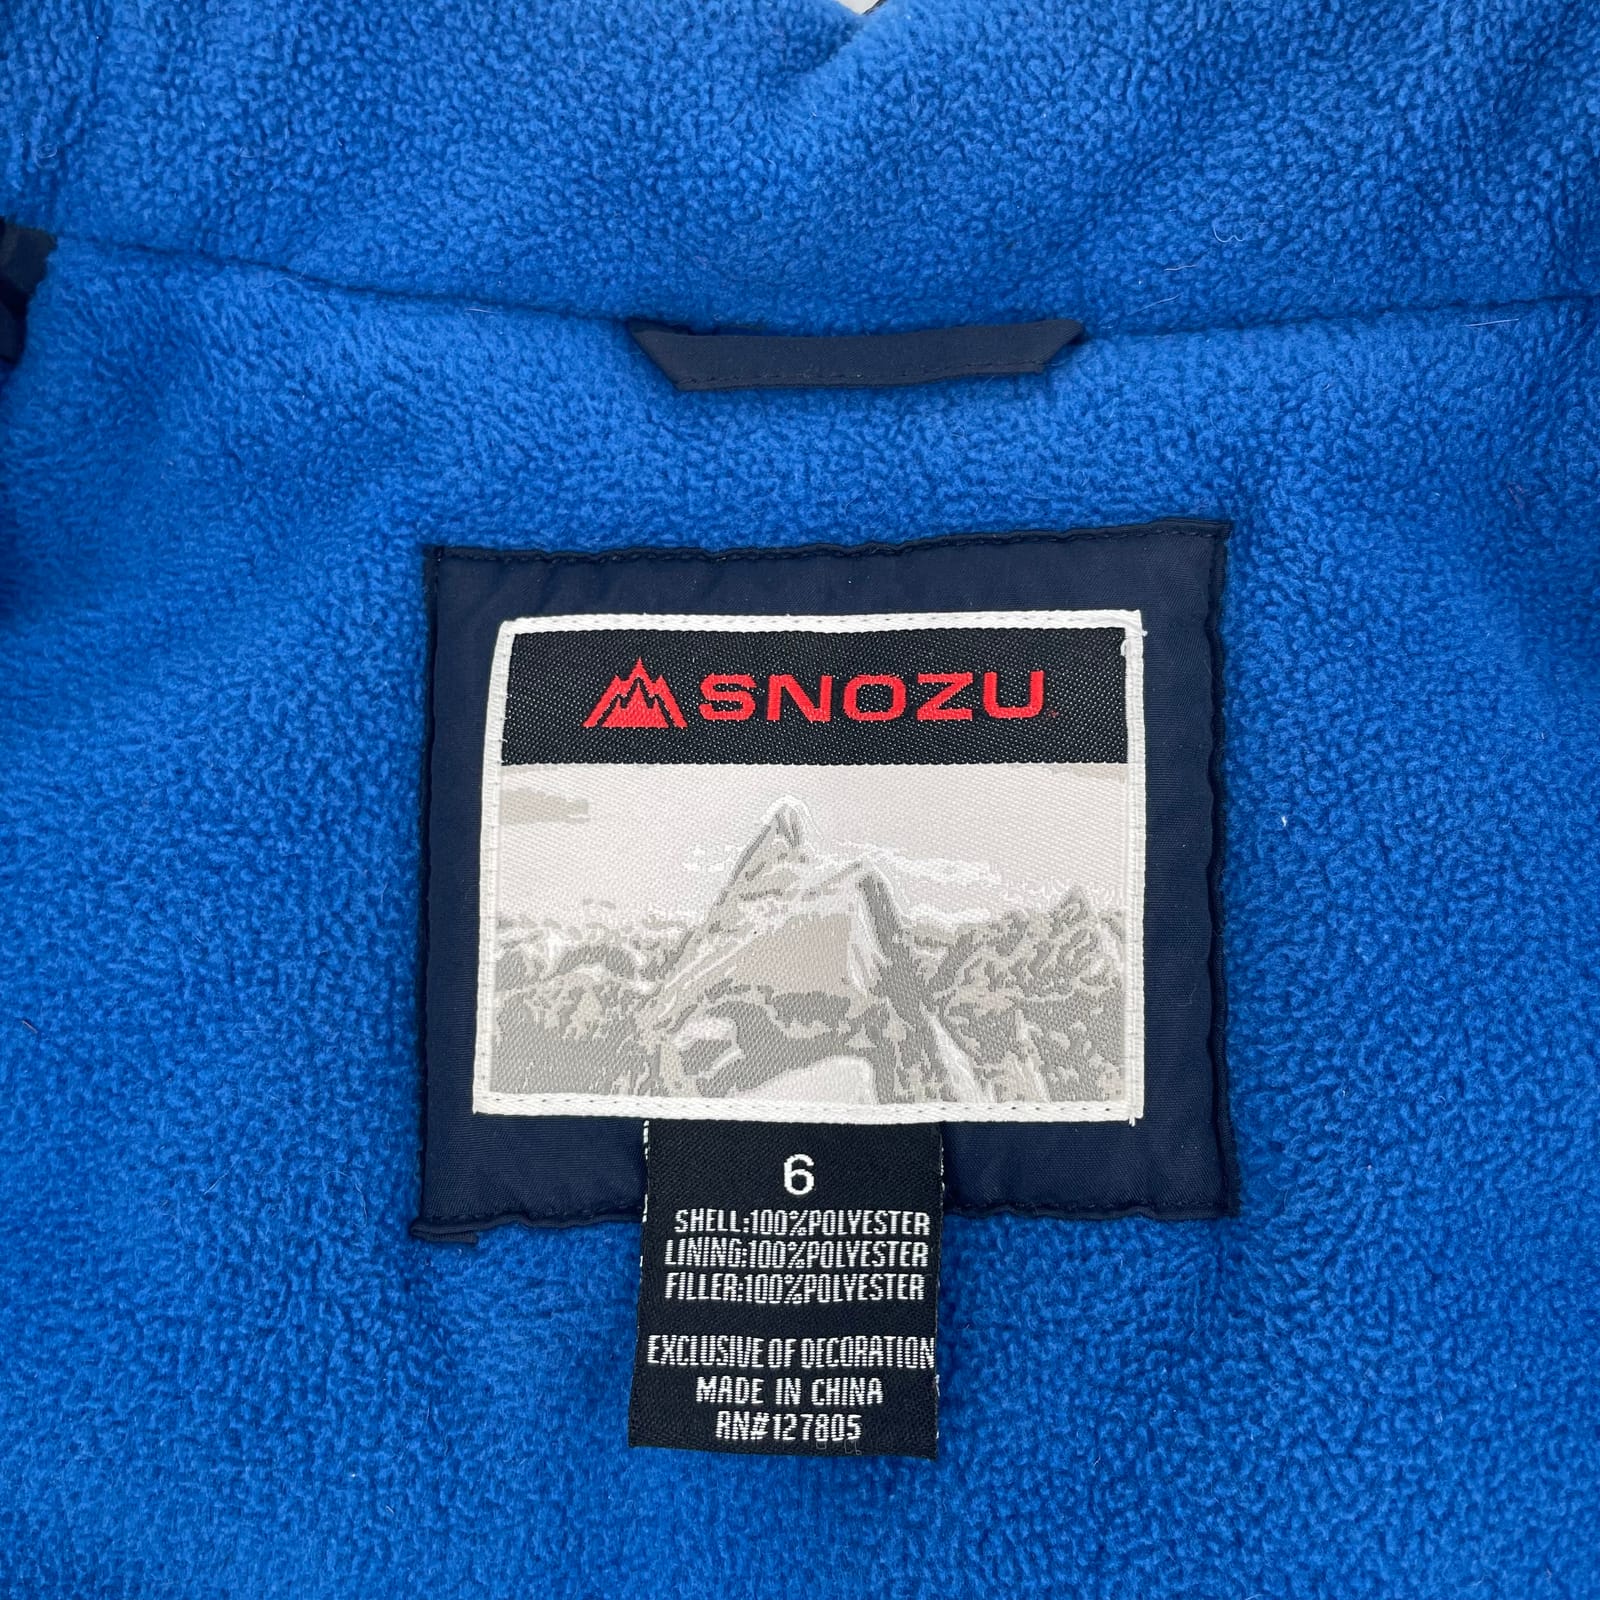 SNOZU
6
SHELL:100%POLYESTER
LINING:100%POLYESTER
FILLER:100%POLYESTER
EXCLUSIVE OF DECORATION
MADE IN CHINA
RN#127805